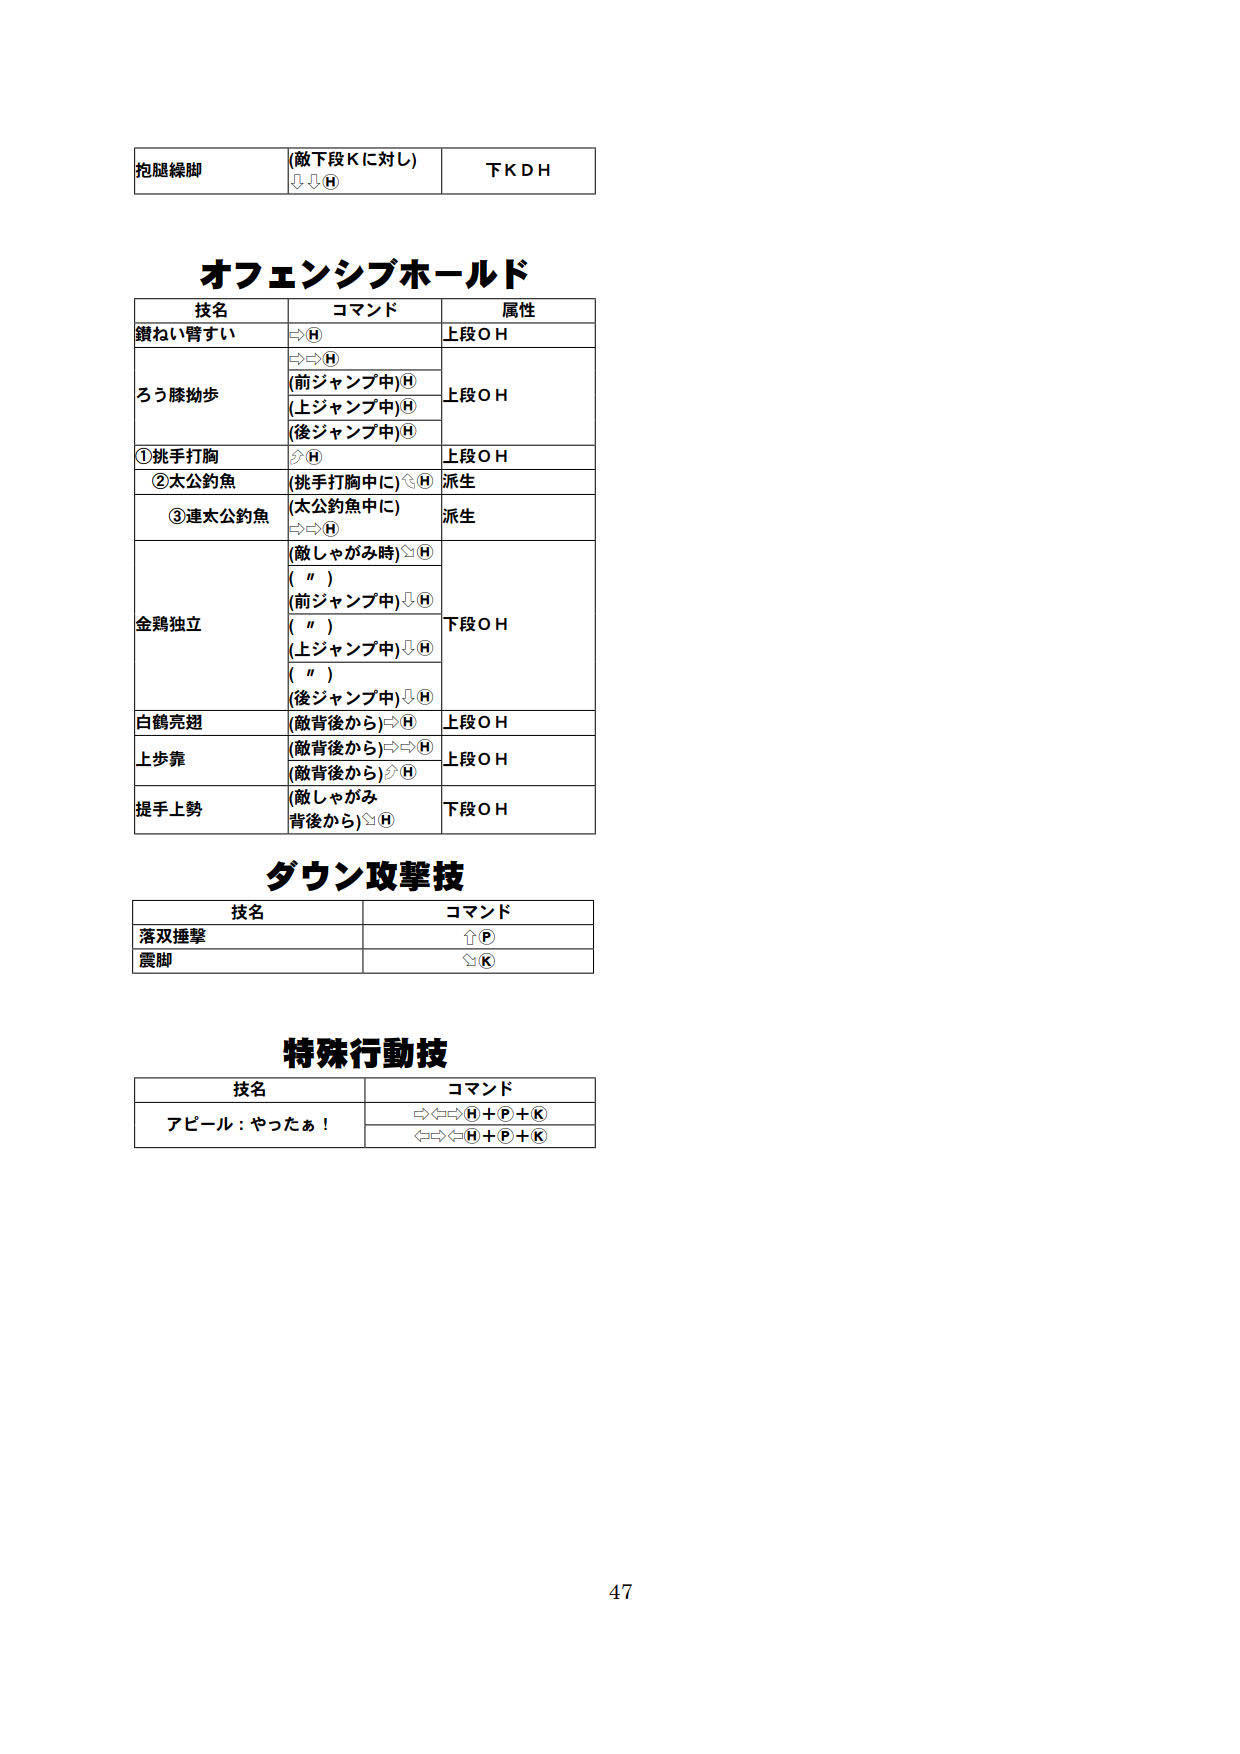 抱腿繰脚 (敵下段Ｋに対し) 下ＫＤＨ
⇩⇩Ⓗ
オフェンシブホールド
技名 コマンド 属性
鑚ねい臂すい ⇨Ⓗ 上段ＯＨ
ろう膝拗歩 ⇨⇨Ⓗ 上段ＯＨ
(前ジャンプ中)Ⓗ
(上ジャンプ中)Ⓗ
(後ジャンプ中)Ⓗ
①挑手打胸 ⬀Ⓗ 上段ＯＨ
②太公釣魚 (挑手打胸中に)⬁Ⓗ 派生
③連太公釣魚 (太公釣魚中に) 派生
⇨⇨Ⓗ
金鶏独立 (敵しゃがみ時)⬂Ⓗ 下段ＯＨ
( 〃 )
(前ジャンプ中)⇩Ⓗ
( 〃 )
(上ジャンプ中)⇩Ⓗ
( 〃 )
(後ジャンプ中)⇩Ⓗ
白鶴亮翅 (敵背後から)⇨Ⓗ 上段ＯＨ
上歩靠 (敵背後から)⇨⇨Ⓗ 上段ＯＨ
(敵背後から)⬀Ⓗ
提手上勢 (敵しゃがみ 下段ＯＨ
背後から)⬂Ⓗ
ダウン攻撃技
技名 コマンド
落双捶撃 ⇧Ⓟ
震脚 ⬂Ⓚ
特殊行動技
技名 コマンド
アピール：やったぁ！ ⇨⇦⇨Ⓗ＋Ⓟ＋Ⓚ
⇦⇨⇦Ⓗ＋Ⓟ＋Ⓚ
47